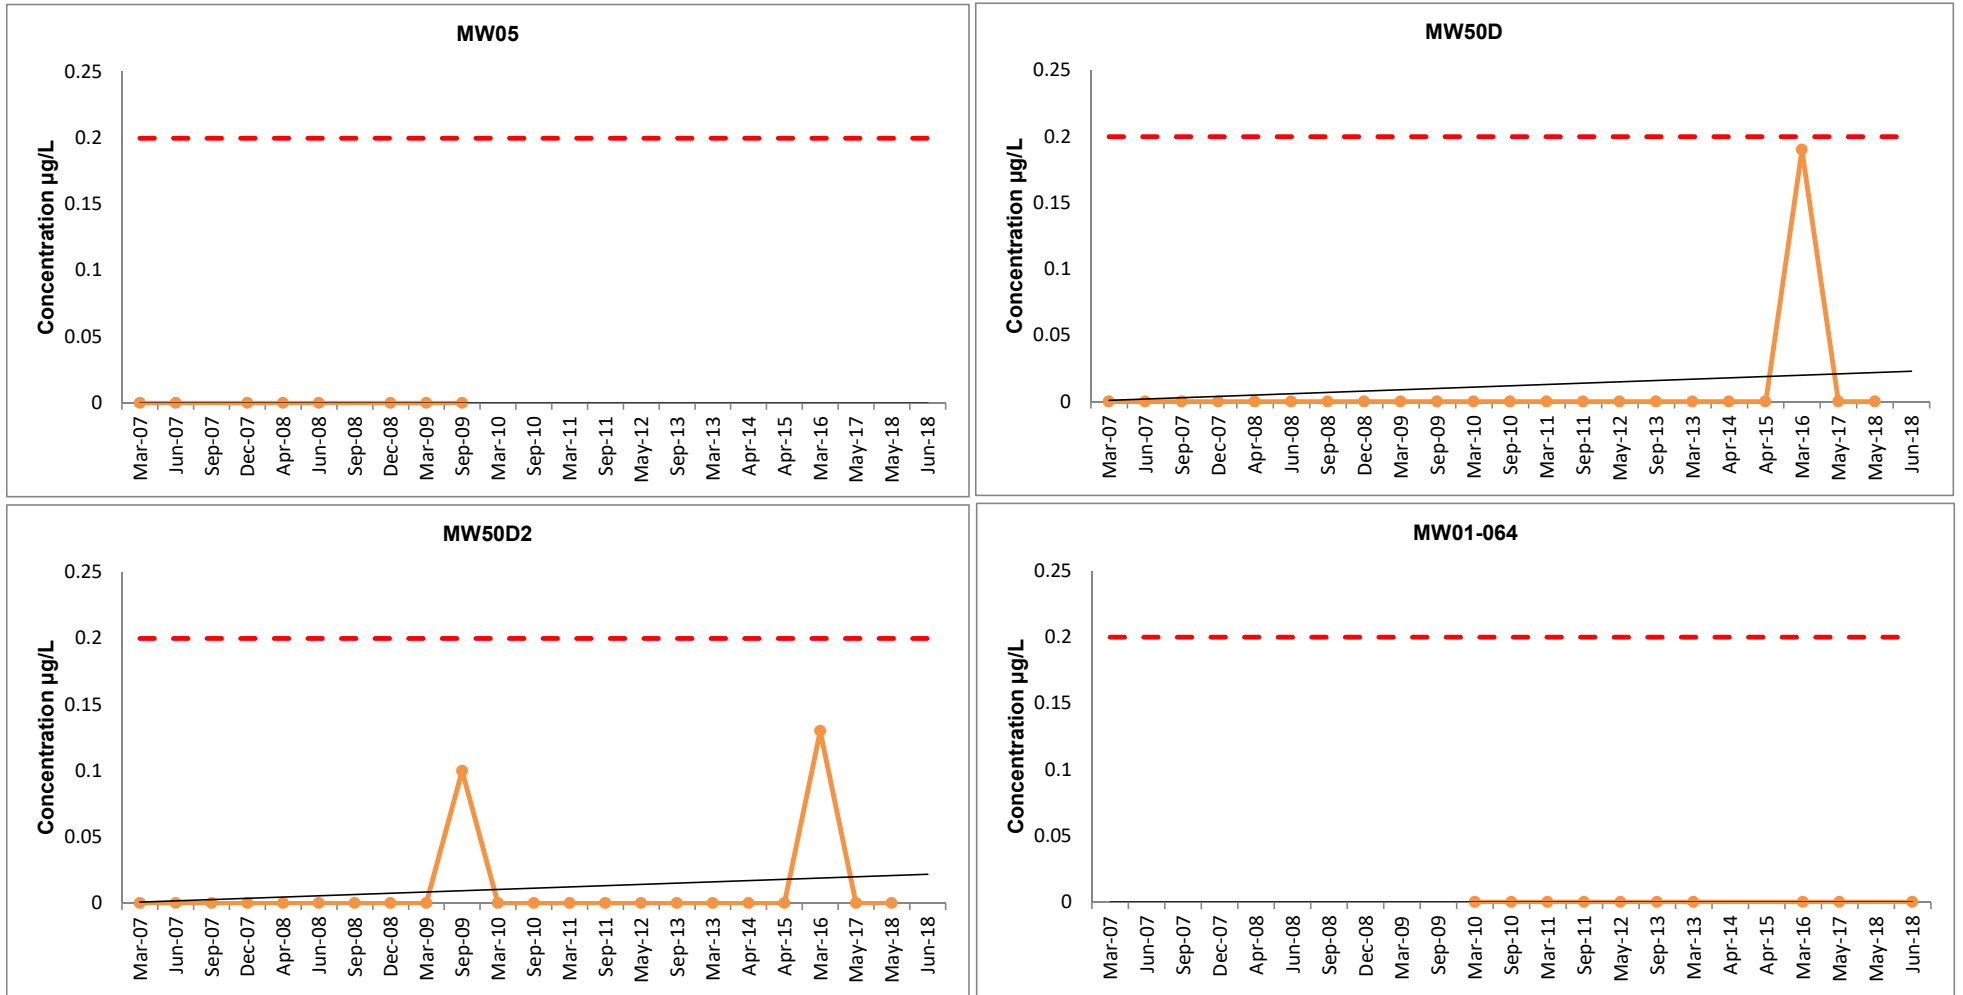 MW05
Concentration µg/L
0.25
0.2
0.15
0.1
0.05
0
Mar-07
Jun-07
Sep-07
Dec-07
Apr-08
Jun-08
Sep-08
Dec-08
Mar-09
Sep-09
Mar-10
Sep-10
Mar-11
Sep-11
May-12
Sep-13
Mar-13
Apr-14
Apr-15
Mar-16
May-17
May-18
Jun-18
MW50D
Concentration µg/L
0.25
0.2
0.15
0.1
0.05
0
Mar-07
Jun-07
Sep-07
Dec-07
Apr-08
Jun-08
Sep-08
Dec-08
Mar-09
Sep-09
Mar-10
Sep-10
Mar-11
Sep-11
May-12
Sep-13
Mar-13
Apr-14
Apr-15
Mar-16
May-17
May-18
Jun-18
MW50D2
Concentration µg/L
0.25
0.2
0.15
0.1
0.05
0
Mar-07
Jun-07
Sep-07
Dec-07
Apr-08
Jun-08
Sep-08
Dec-08
Mar-09
Sep-09
Mar-10
Sep-10
Mar-11
Sep-11
May-12
Sep-13
Mar-13
Apr-14
Apr-15
Mar-16
May-17
May-18
Jun-18
MW01-064
Concentration µg/L
0.25
0.2
0.15
0.1
0.05
0
Mar-07
Jun-07
Sep-07
Dec-07
Apr-08
Jun-08
Sep-08
Dec-08
Mar-09
Sep-09
Mar-10
Sep-10
Mar-11
Sep-11
May-12
Sep-13
Mar-13
Apr-14
Apr-15
Mar-16
May-17
May-18
Jun-18